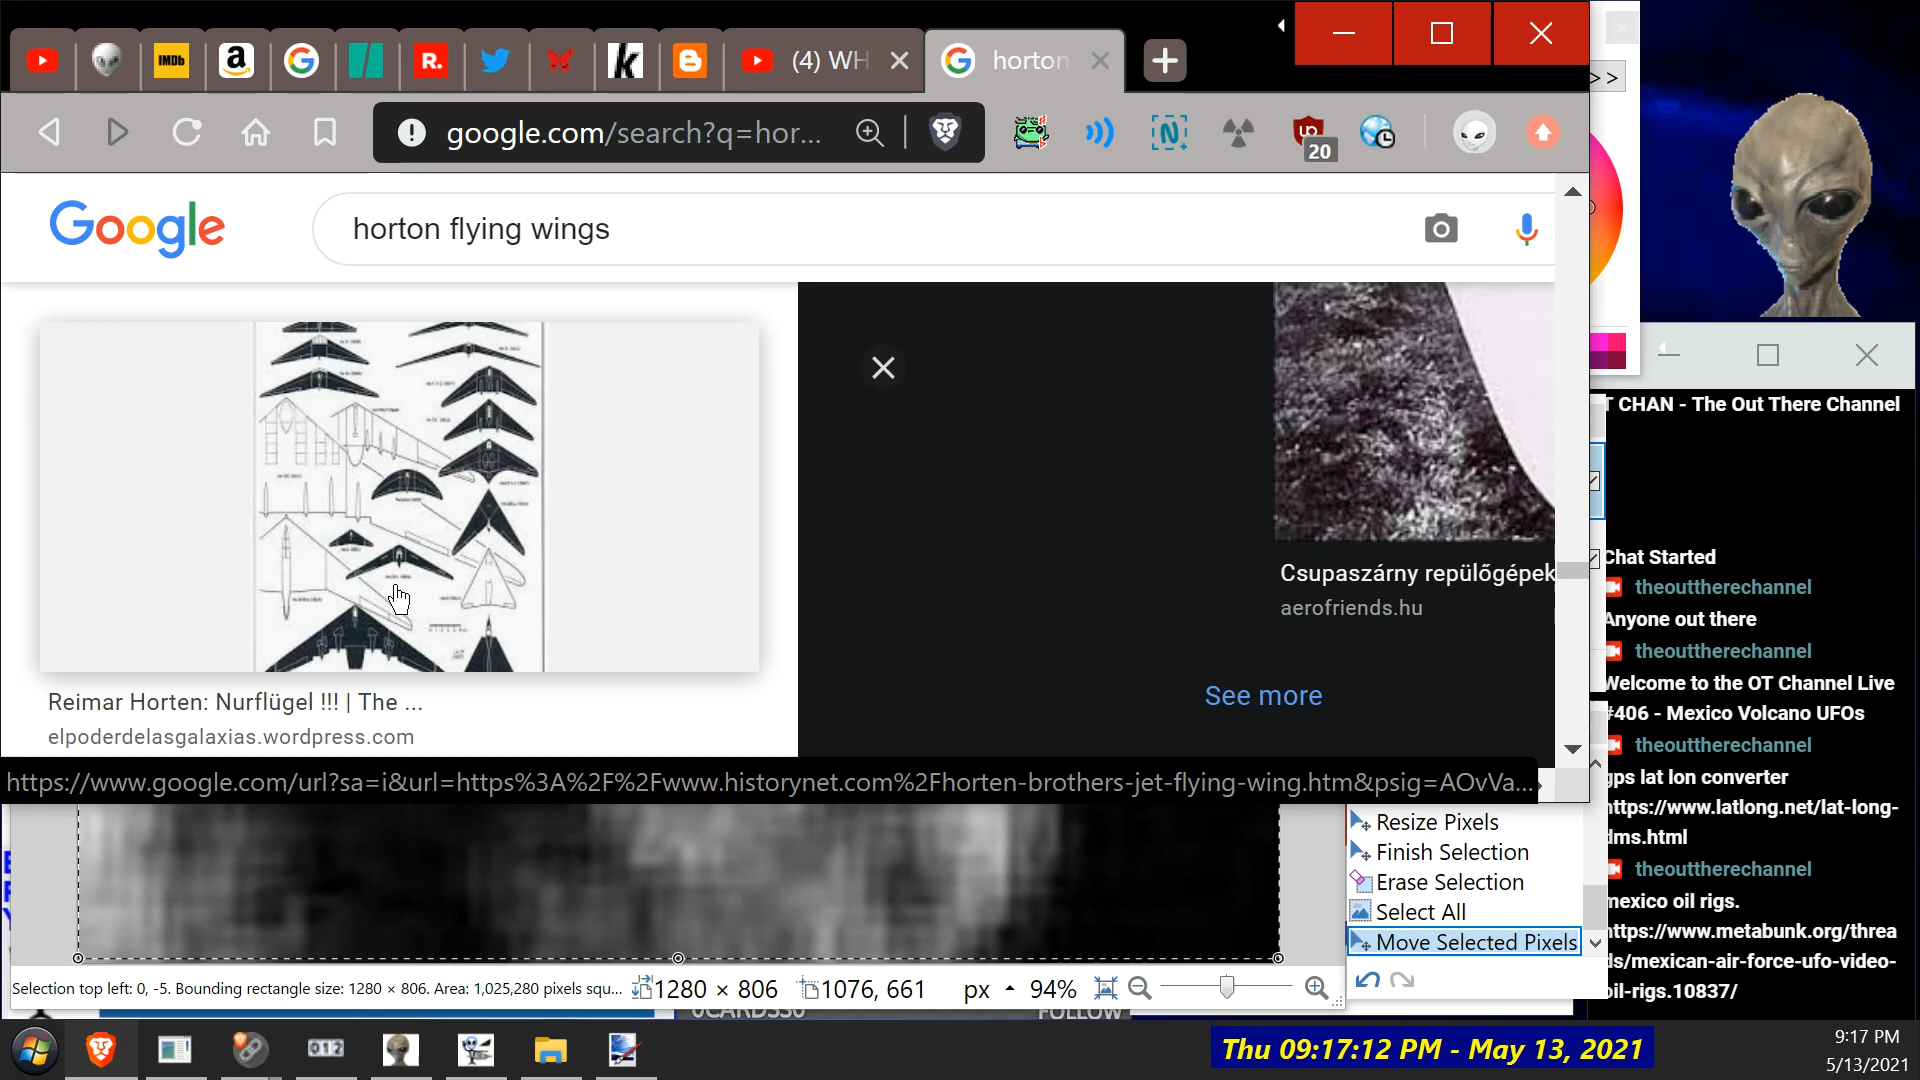 IMDb
a
R.
k
(4) WH
horton
google.com/search?q=hor...
20
>>
Google
horton flying wings
Reimar Horten: Nurflügel !!! | The ...
elpoderdelasgalaxias.wordpress.com
Csupaszárny repülőgépek
aerofriends.hu
See more
https://www.google.com/url?sa=i&url=https%3A%2F%2Fwww.historynet.com%2Fhorten-brothers-jet-flying-wing.htm&psig=AOvVa...
Resize Pixels
Finish Selection
Erase Selection
Select All
Move Selected Pixels
Selection top left: 0, -5. Bounding rectangle size: 1280 × 806. Area: 1,025,280 pixels squ...
1280 × 806
1076, 661
px
94%
FOLLOW
T CHAN - The Out There Channel
Chat Started
theouttherechannel
Anyone out there
theouttherechannel
Welcome to the OT Channel Live
#406 - Mexico Volcano UFOs
theouttherechannel
gps lat lon converter
https://www.latlong.net/lat-long-
dms.html
theouttherechannel
mexico oil rigs.
https://www.metabunk.org/threa
ds/mexican-air-force-ufo-video-
oil-rigs.10837/
012
Thu 09:17:12 PM - May 13, 2021
9:17 PM
5/13/2021